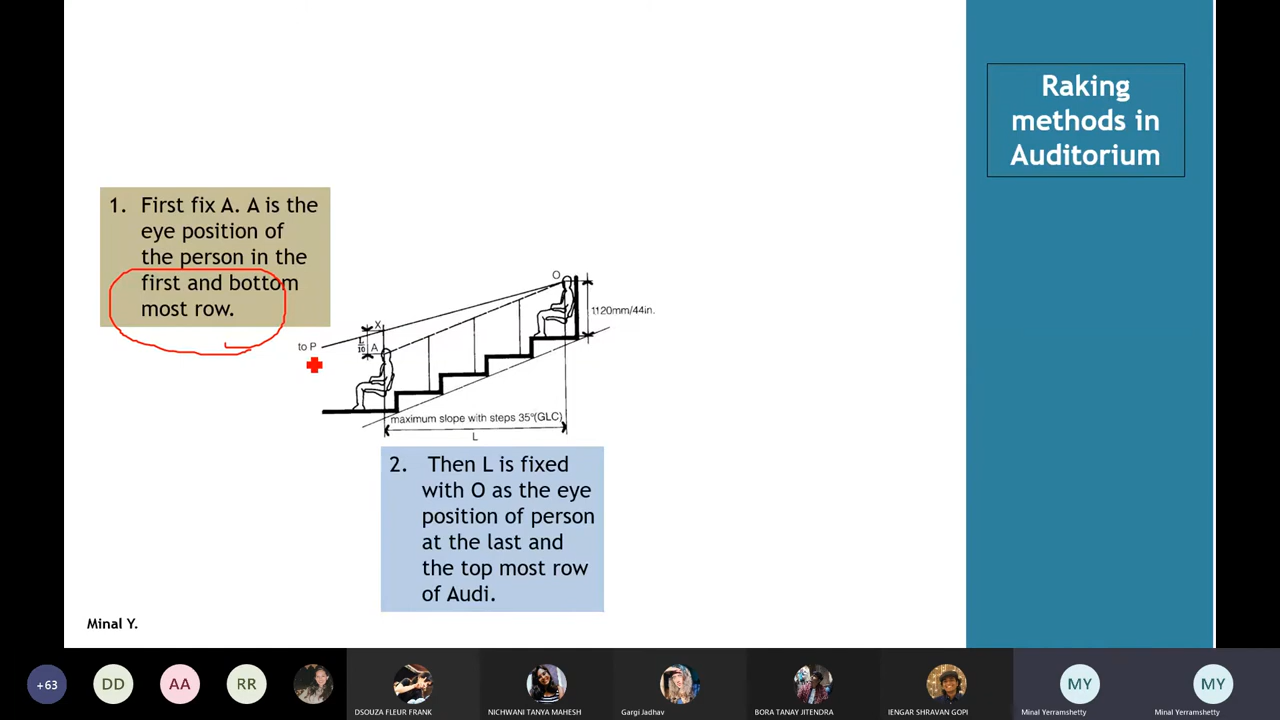 Raking
methods in
Auditorium
1. First fix A. A is the
eye position of
the person in the
first and bottom
most row.
O
1120mm/44in.
X
to P
L
10
A
maximum slope with steps 35°(GLC)
L
2. Then L is fixed
with O as the eye
position of person
at the last and
the top most row
of Audi.
Minal Y.
+63
DD
AA
RR
MY
MY
DSOUZA FLEUR FRANK
NICHWANI TANYA MAHESH
Gargi Jadhav
BORA TANAY JITENDRA
IENGAR SHRAVAN GOPI
Minal Yerramshetty
Minal Yerramshetty